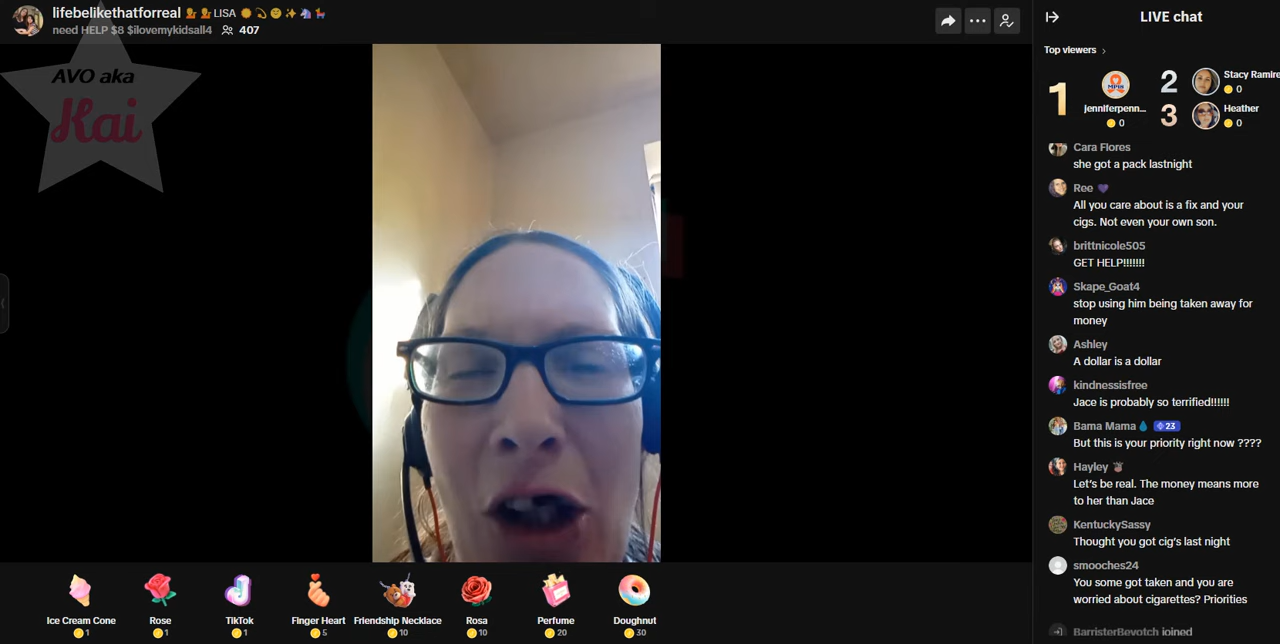 lifebelikethatforreal LISA
need HELP $8 $ilovemykidsall4 407
AVO aka
Kai
LIVE chat
Top viewers >
1 jenniferpenn... 0
2 Stacy Ramire 0
3 Heather 0
Cara Flores
she got a pack lastnight
Ree
All you care about is a fix and your
cigs. Not even your own son.
brittnicole505
GET HELP!!!!!!!
Skape_Goat4
stop using him being taken away for
money
Ashley
A dollar is a dollar
kindnessisfree
Jace is probably so terrified!!!!!!
Bama Mama 23
But this is your priority right now ????
Hayley
Let's be real. The money means more
to her than Jace
KentuckySassy
Thought you got cig's last night
smooches24
You some got taken and you are
worried about cigarettes? Priorities
BarristerBevotch joined
Ice Cream Cone Rose TikTok Finger Heart Friendship Necklace Rosa Perfume Doughnut
1 1 1 5 10 10 20 30